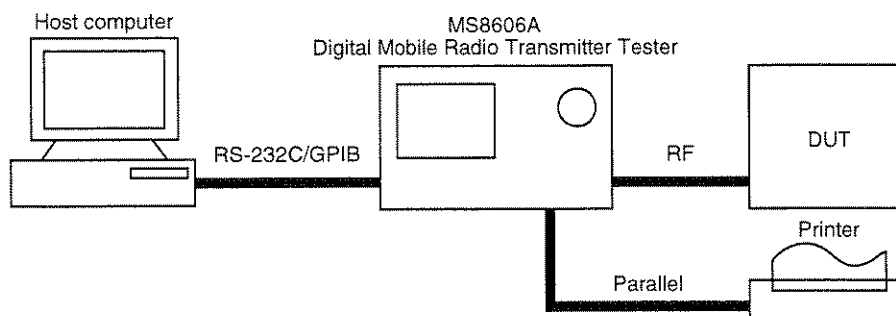 Host computer
MS8606A
Digital Mobile Radio Transmitter Tester
RS-232C/GPIB
RF
DUT
Printer
Parallel